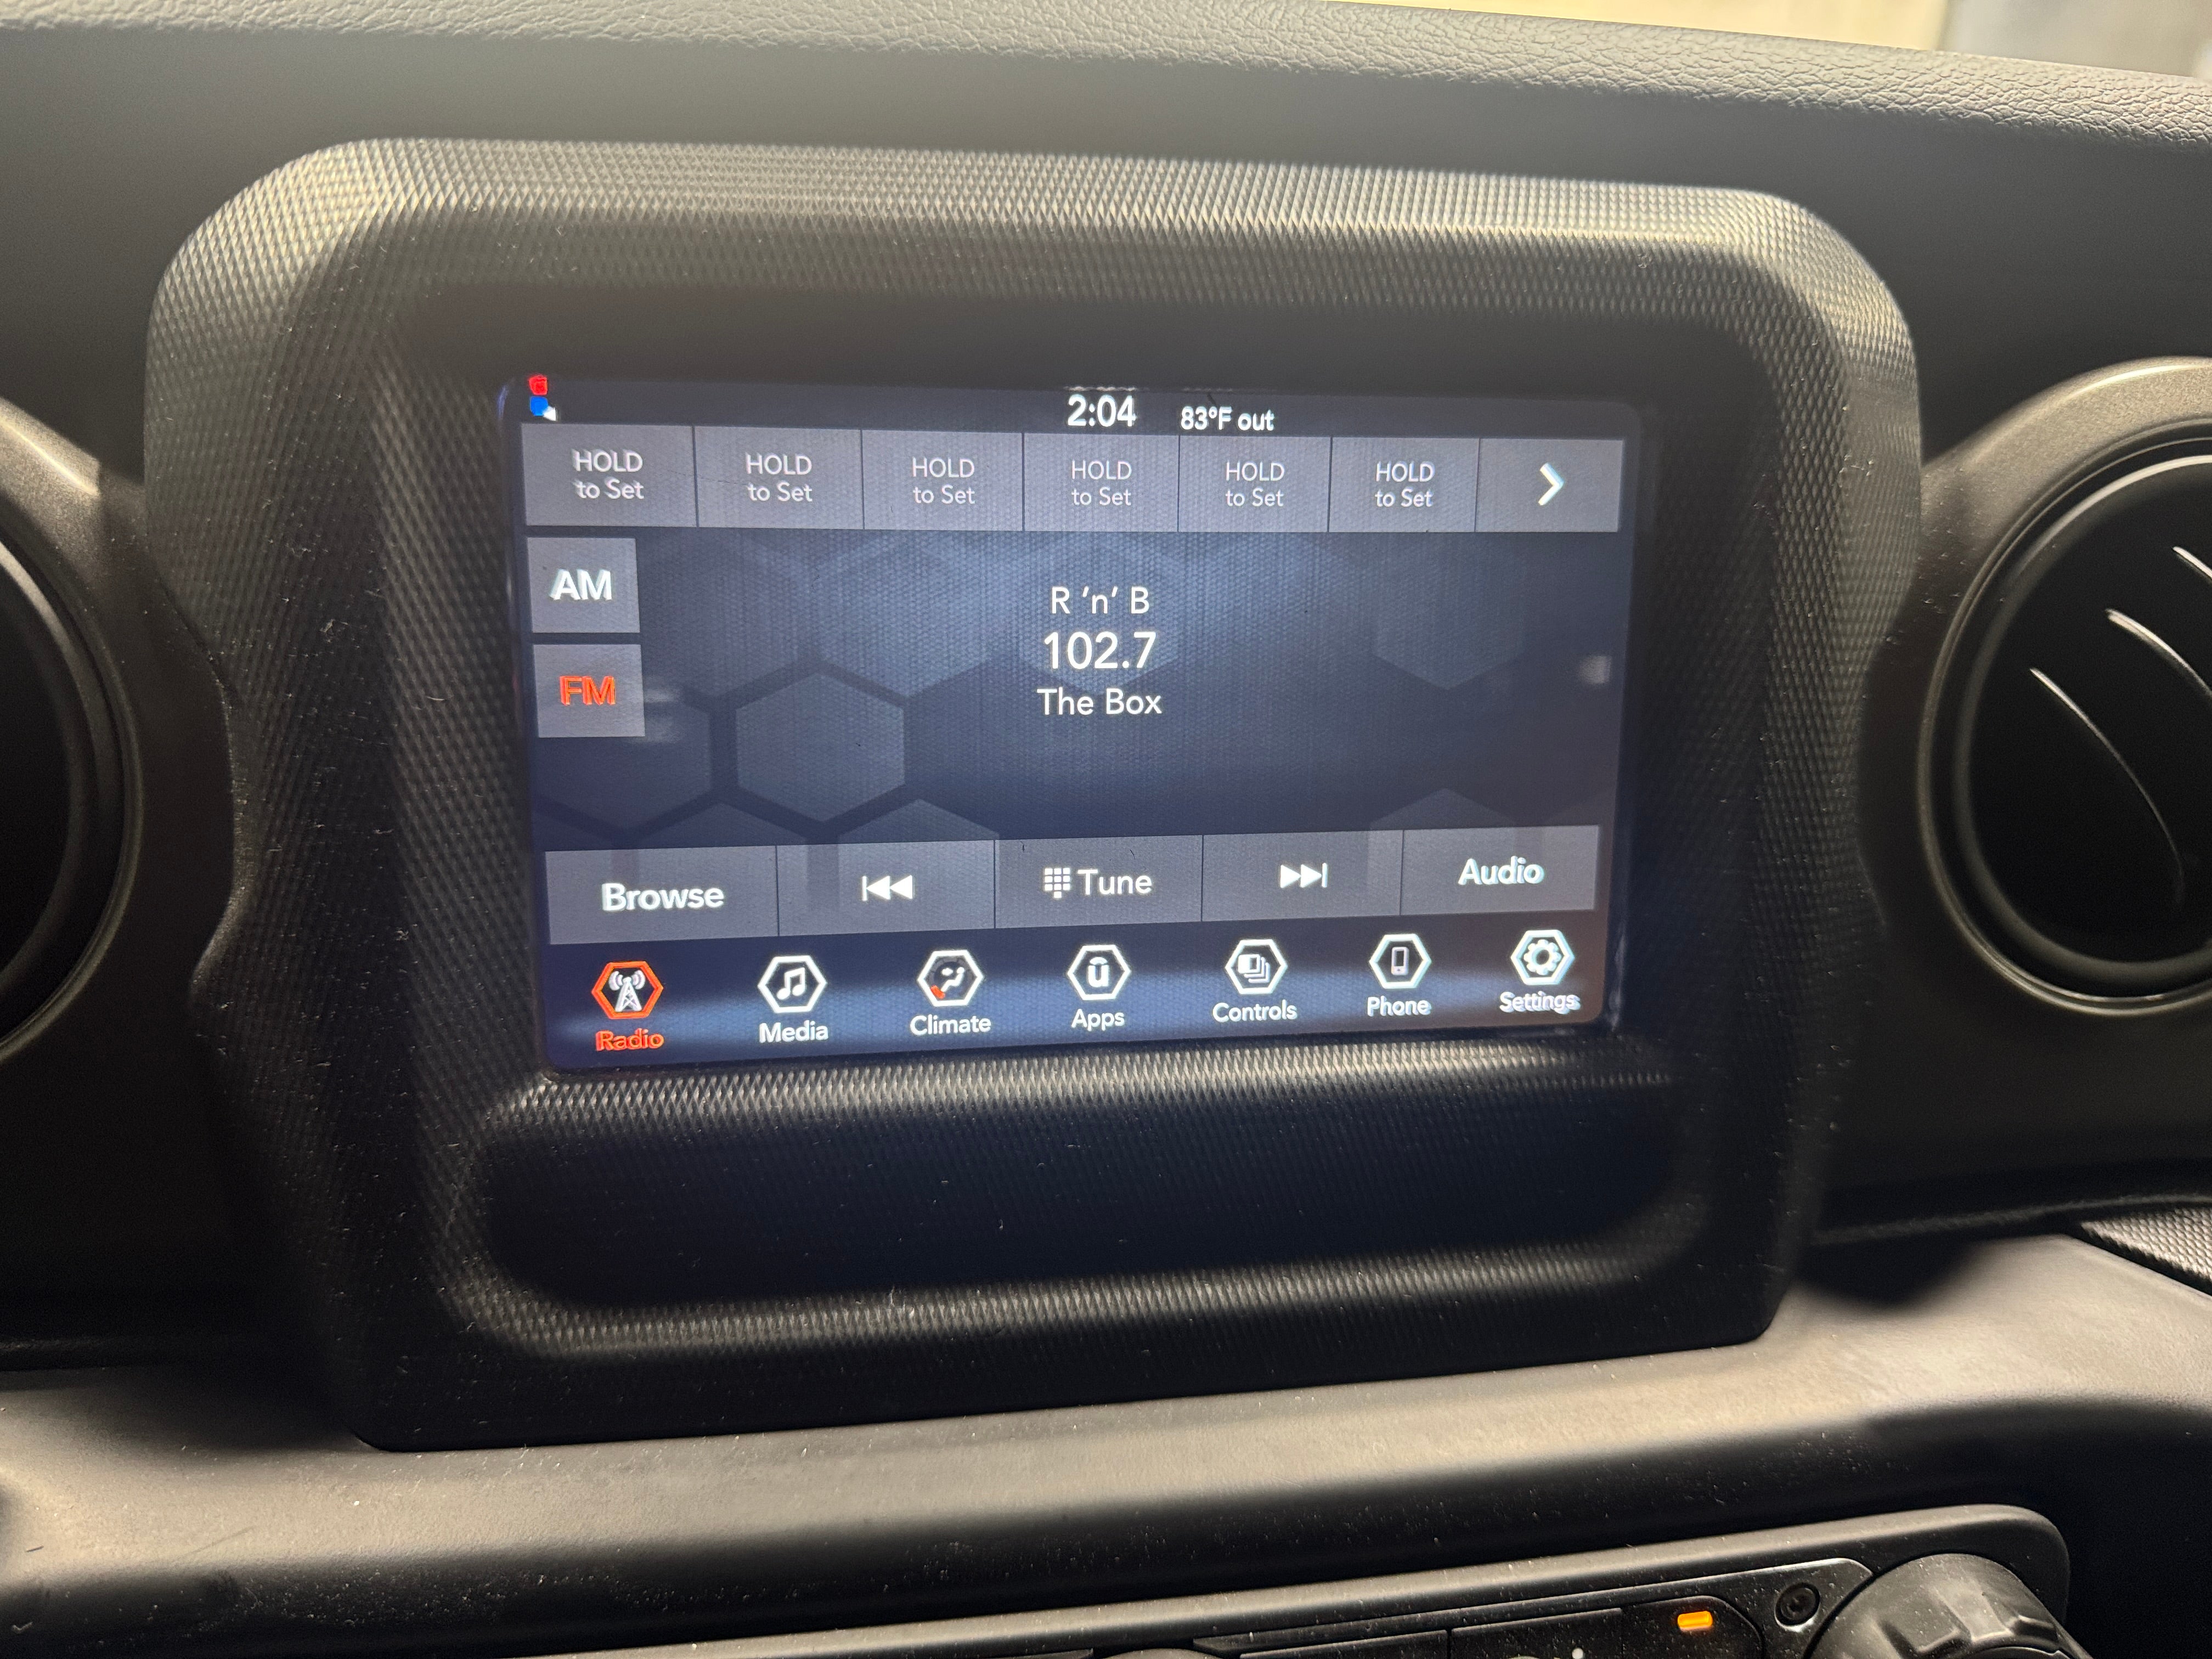 2:04 83°F out
HOLD to Set HOLD to Set HOLD to Set HOLD to Set HOLD to Set HOLD to Set
AM
R 'n' B
102.7
FM
The Box
Browse Tune Audio
Radio Media Climate Apps Controls Phone Settings